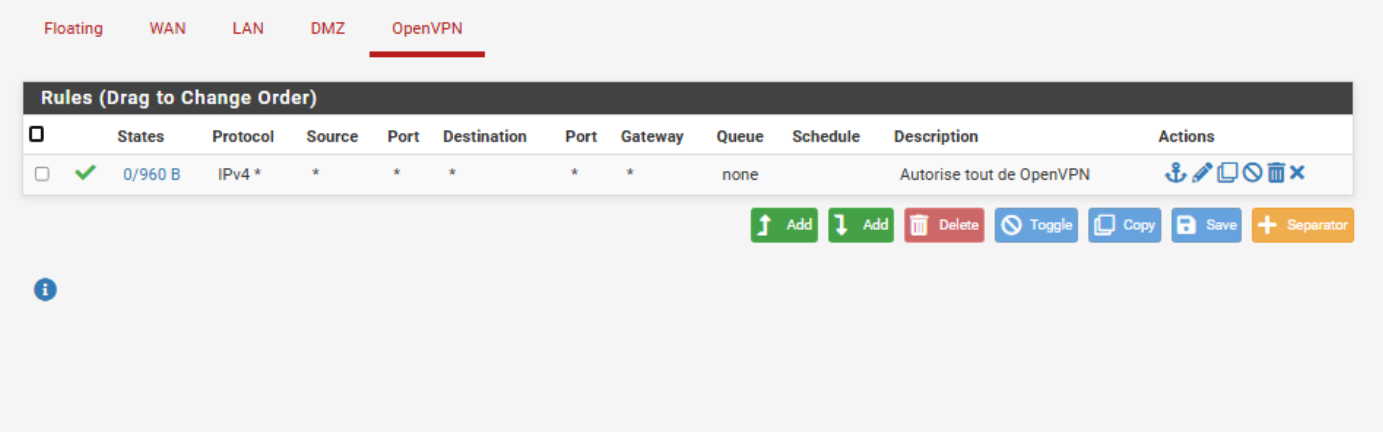 Floating WAN LAN DMZ OpenVPN
Rules (Drag to Change Order)
States Protocol Source Port Destination Port Gateway Queue Schedule Description Actions
0/960 B IPv4 * * * * * * none Autorise tout de OpenVPN
Add Add Delete Toggle Copy Save Separator